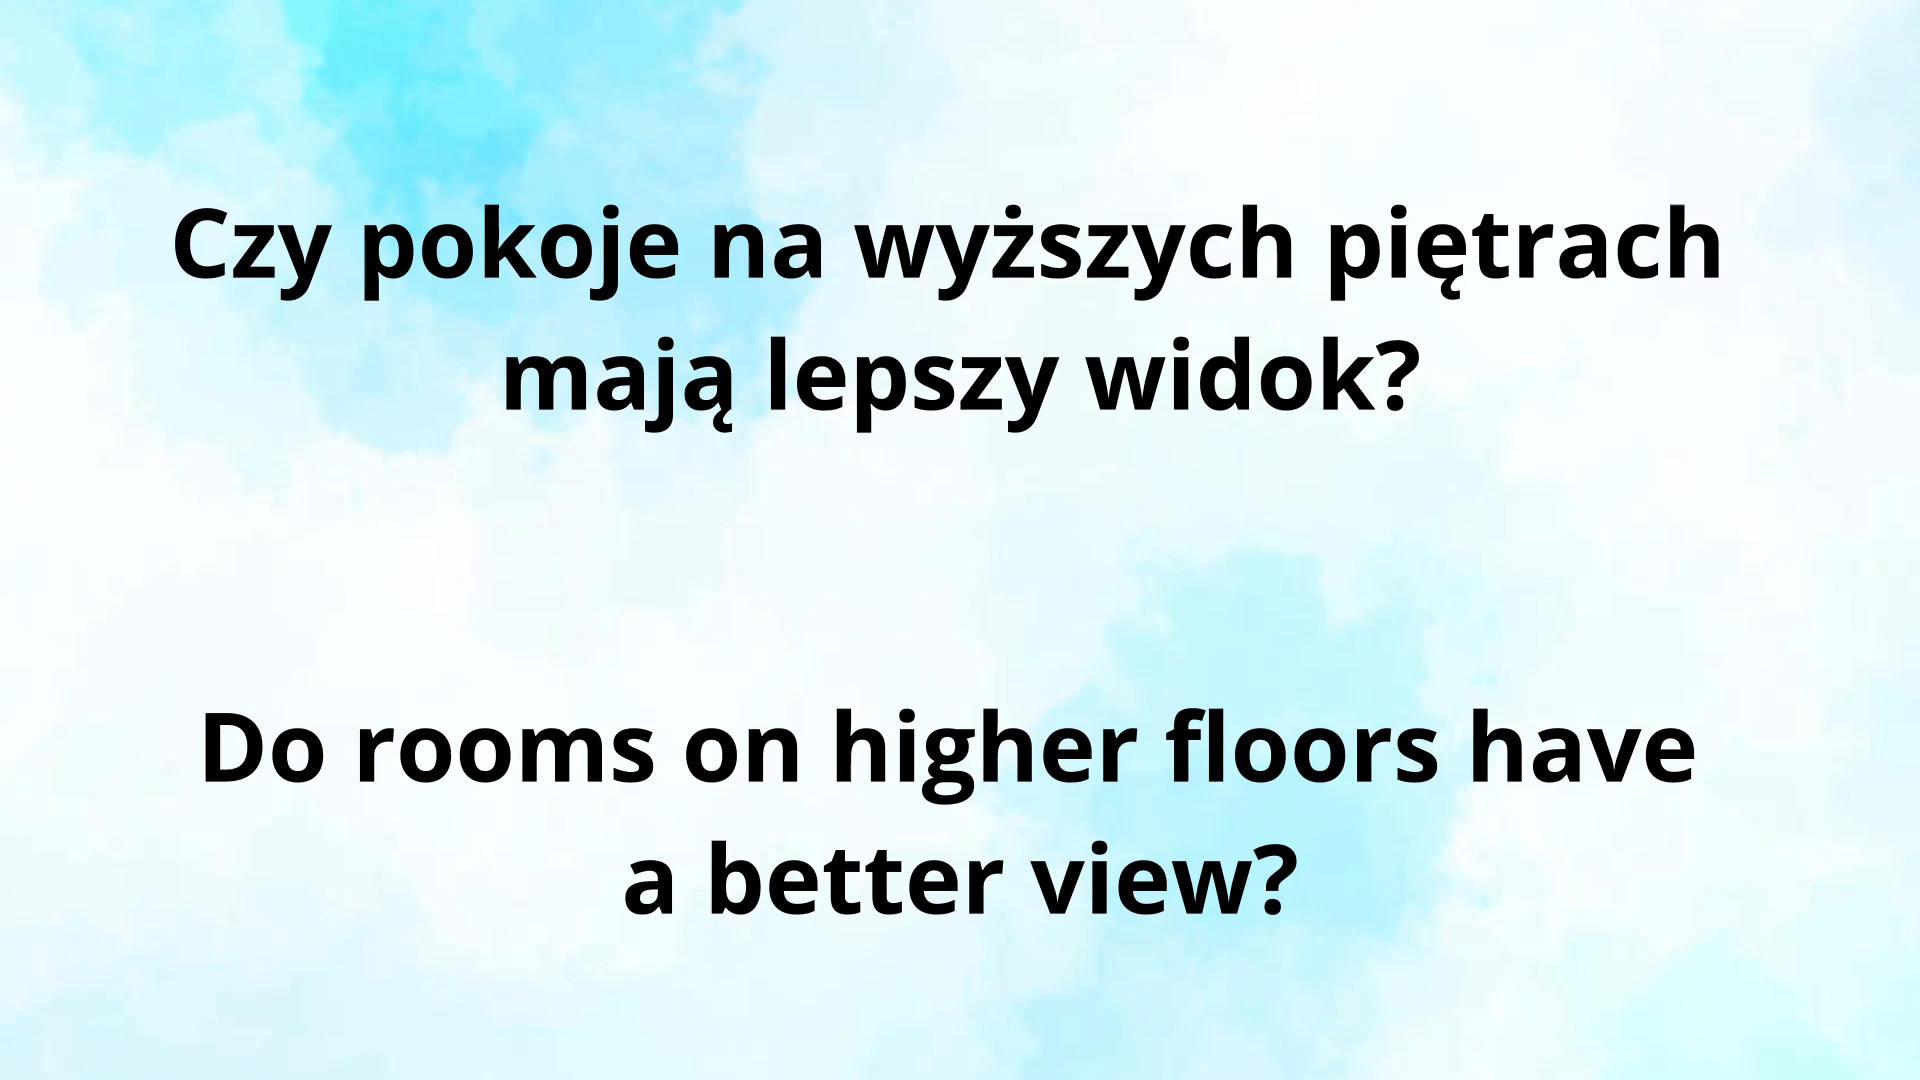 Czy pokoje na wyższych piętrach
mają lepszy widok?
Do rooms on higher floors have
a better view?